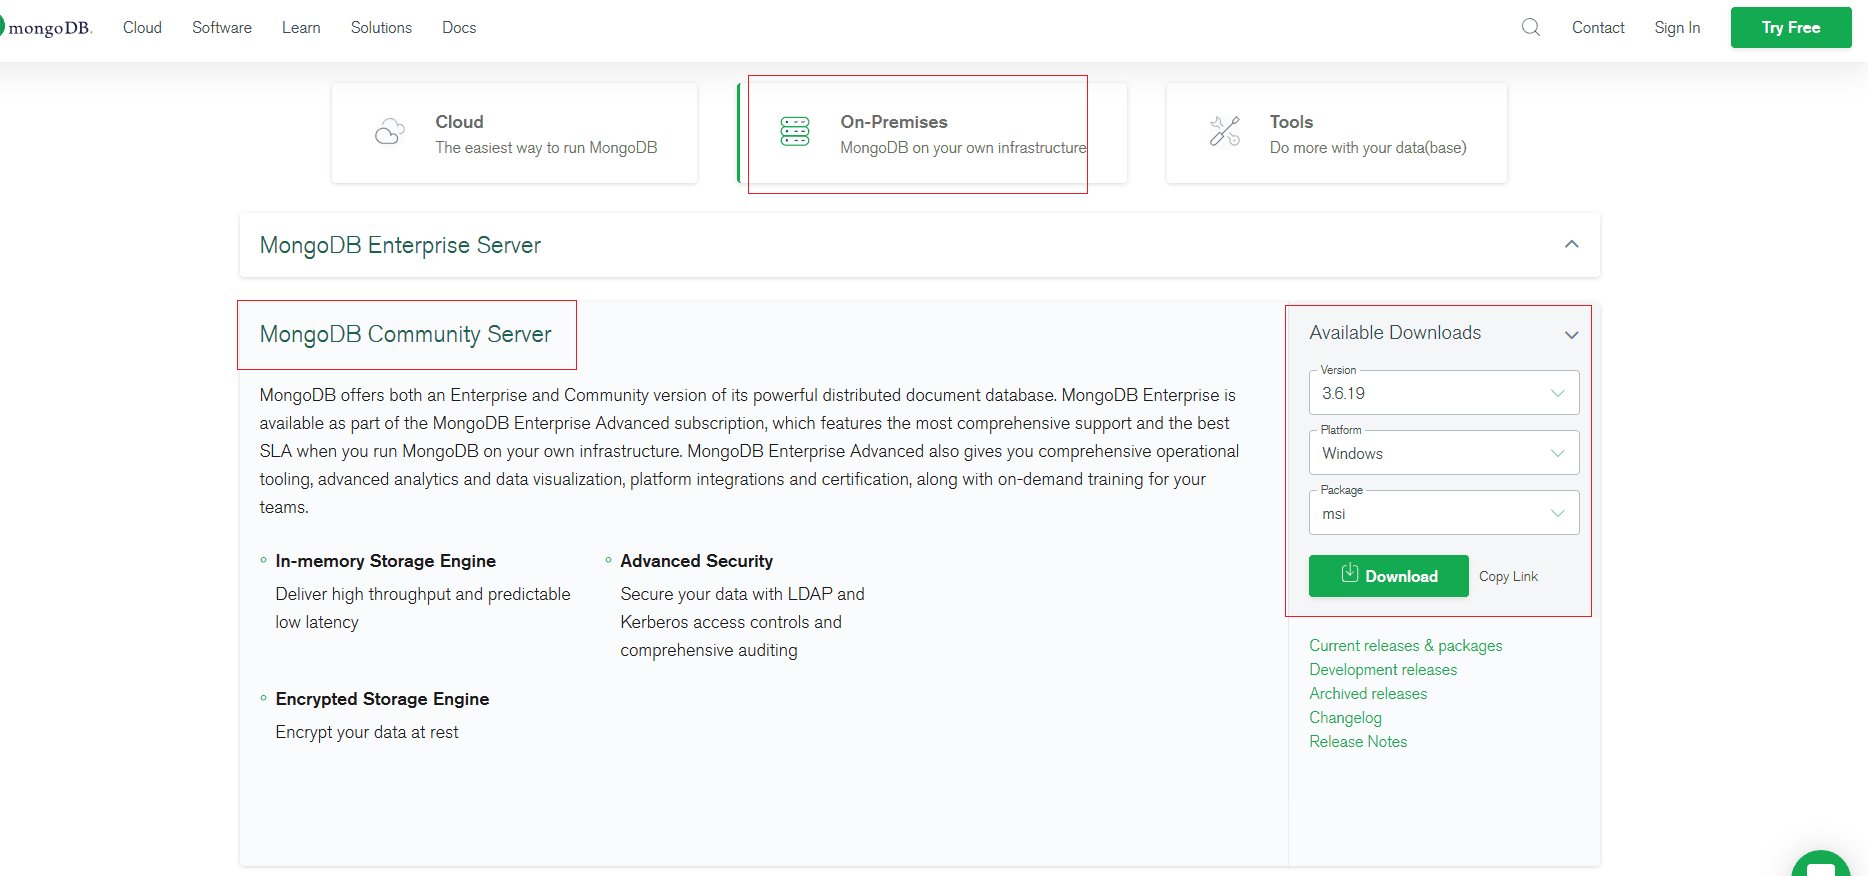 mongoDB. Cloud Software Learn Solutions Docs Contact Sign In Try Free
Cloud
The easiest way to run MongoDB
On-Premises
MongoDB on your own infrastructure
Tools
Do more with your data(base)
MongoDB Enterprise Server
MongoDB Community Server
MongoDB offers both an Enterprise and Community version of its powerful distributed document database. MongoDB Enterprise is
available as part of the MongoDB Enterprise Advanced subscription, which features the most comprehensive support and the best
SLA when you run MongoDB on your own infrastructure. MongoDB Enterprise Advanced also gives you comprehensive operational
tooling, advanced analytics and data visualization, platform integrations and certification, along with on-demand training for your
teams.
In-memory Storage Engine
Deliver high throughput and predictable
low latency
Advanced Security
Secure your data with LDAP and
Kerberos access controls and
comprehensive auditing
Encrypted Storage Engine
Encrypt your data at rest
Available Downloads
Version
3.6.19
Platform
Windows
Package
msi
Download Copy Link
Current releases & packages
Development releases
Archived releases
Changelog
Release Notes